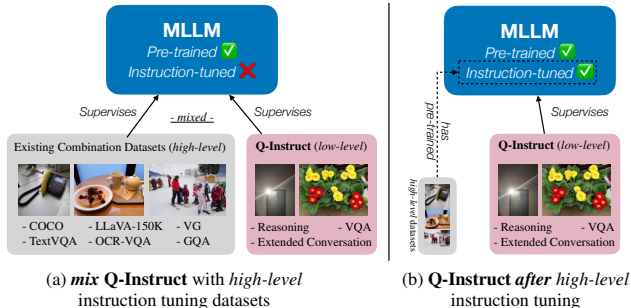 MLLM
Pre-trained ✅
Instruction-tuned ❌
Supervises
- mixed -
Supervises
Existing Combination Datasets (high-level)
- COCO - LLaVA-150K - VG
- TextVQA - OCR-VQA - GQA
Q-Instruct (low-level)
- Reasoning - VQA
- Extended Conversation
(a) mix Q-Instruct with high-level
instruction tuning datasets
MLLM
Pre-trained ✅
Instruction-tuned ✅
has
pre-trained
Supervises
high-level datasets
Q-Instruct (low-level)
- Reasoning - VQA
- Extended Conversation
(b) Q-Instruct after high-level
instruction tuning